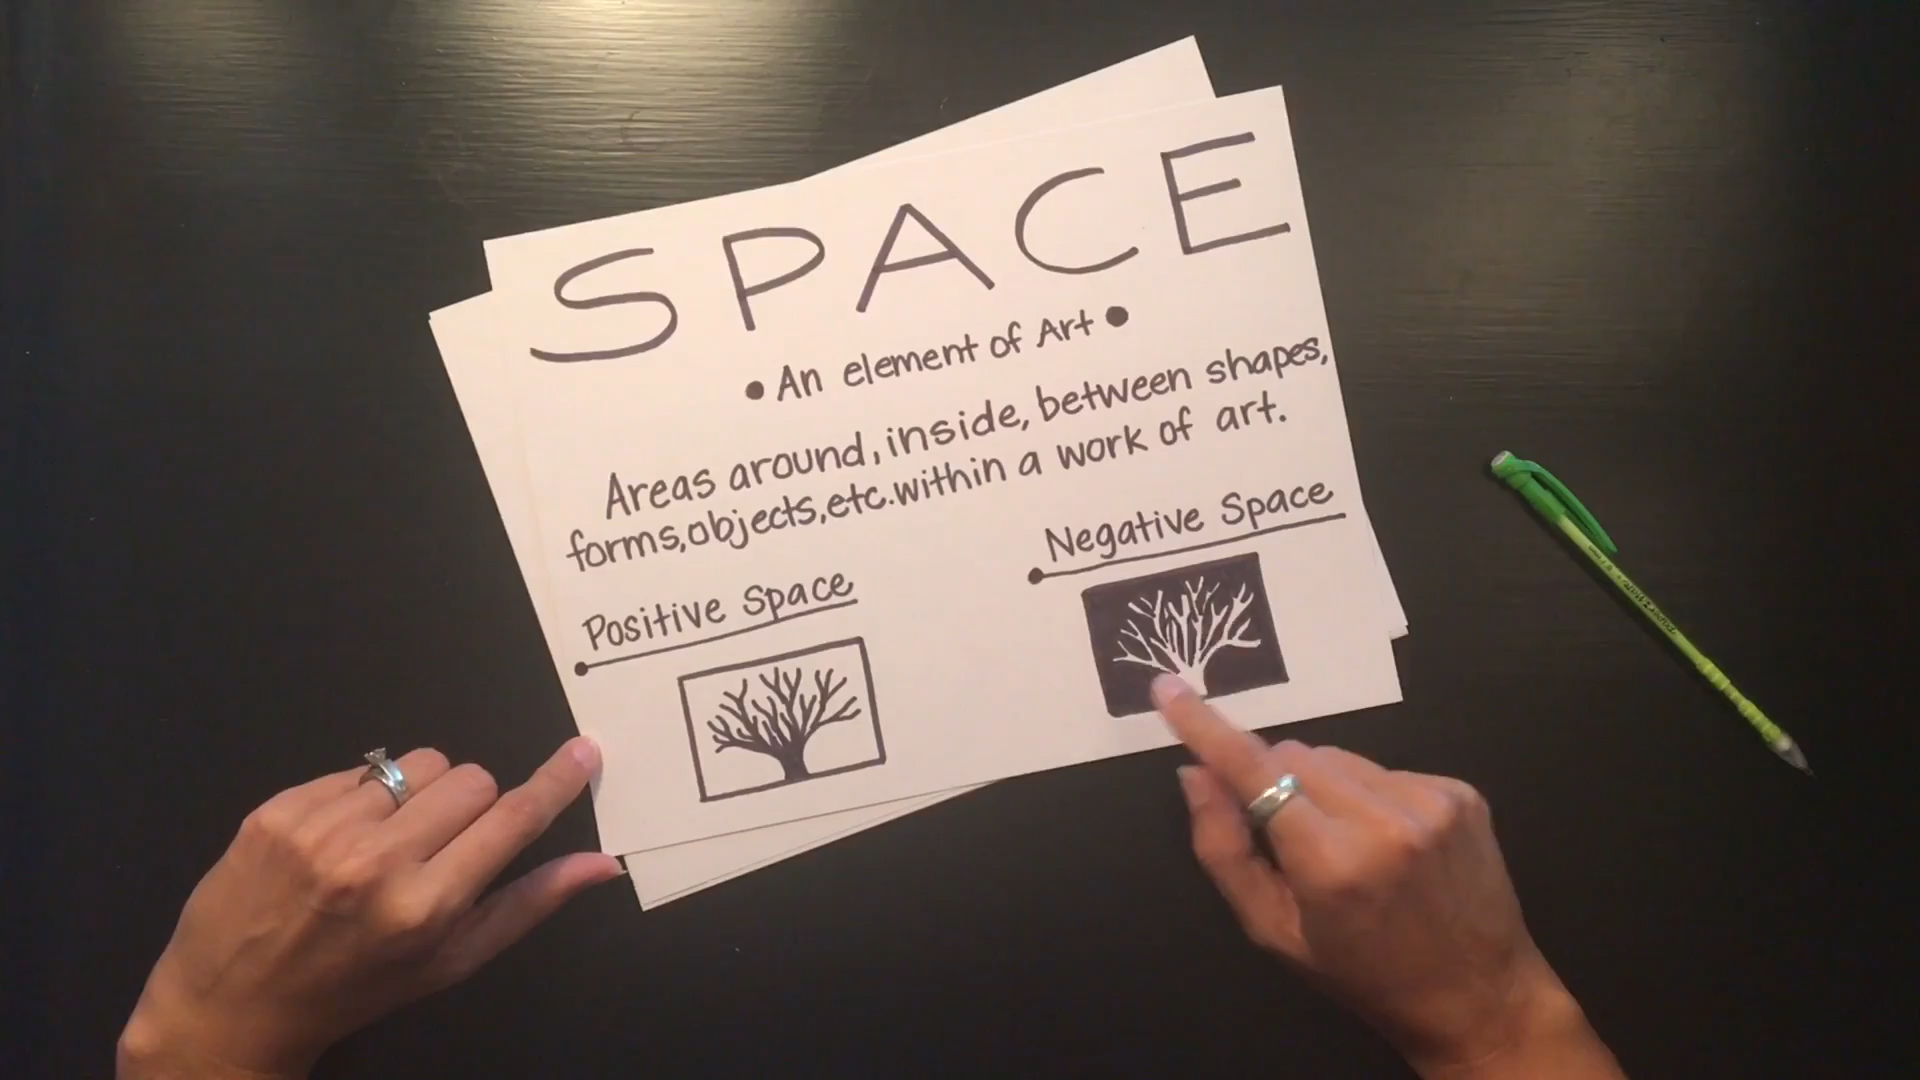 SPACE
• An element of Art •
Areas around, inside, between shapes,
forms, objects, etc. within a work of art.
Positive Space
Negative Space